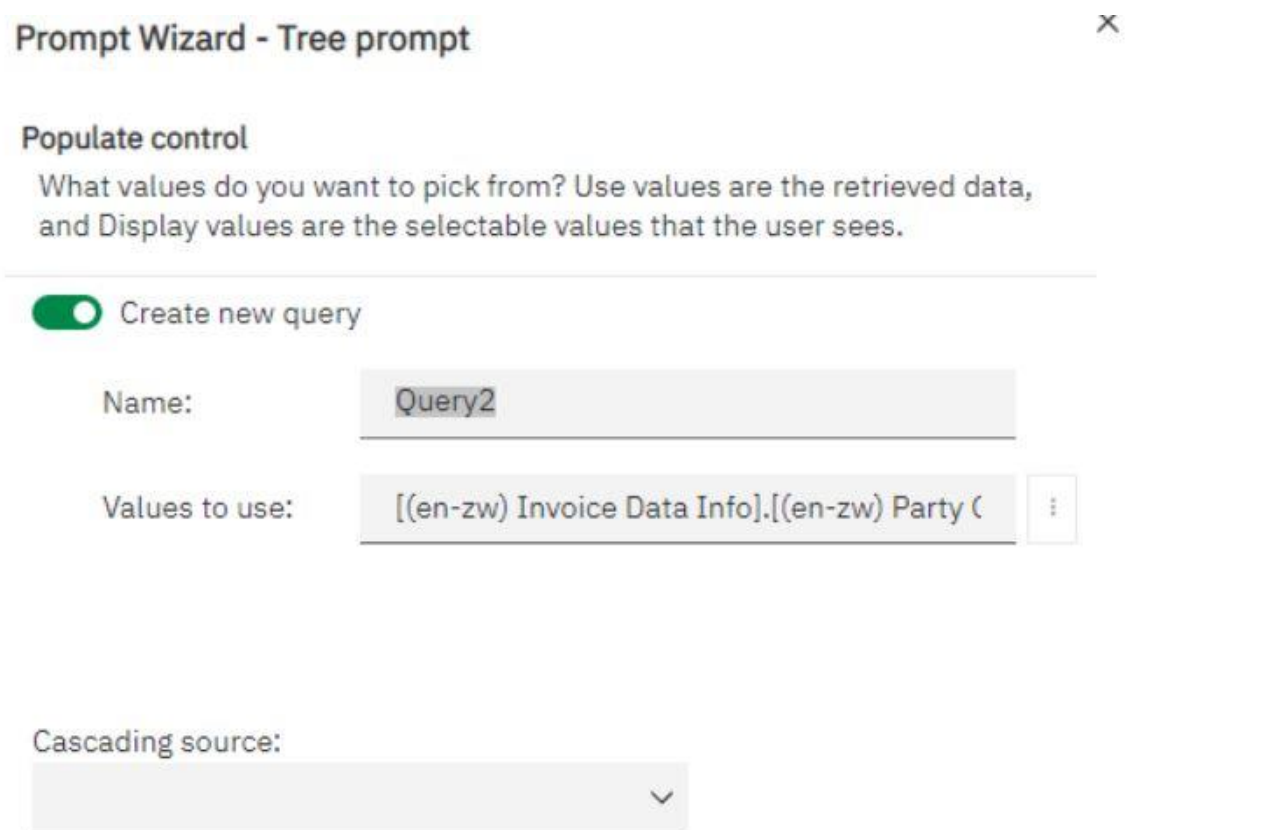 Prompt Wizard - Tree prompt
Populate control
What values do you want to pick from? Use values are the retrieved data,
and Display values are the selectable values that the user sees.
Create new query
Name:
Query2
Values to use:
[(en-zw) Invoice Data Info].[(en-zw) Party (
Cascading source: